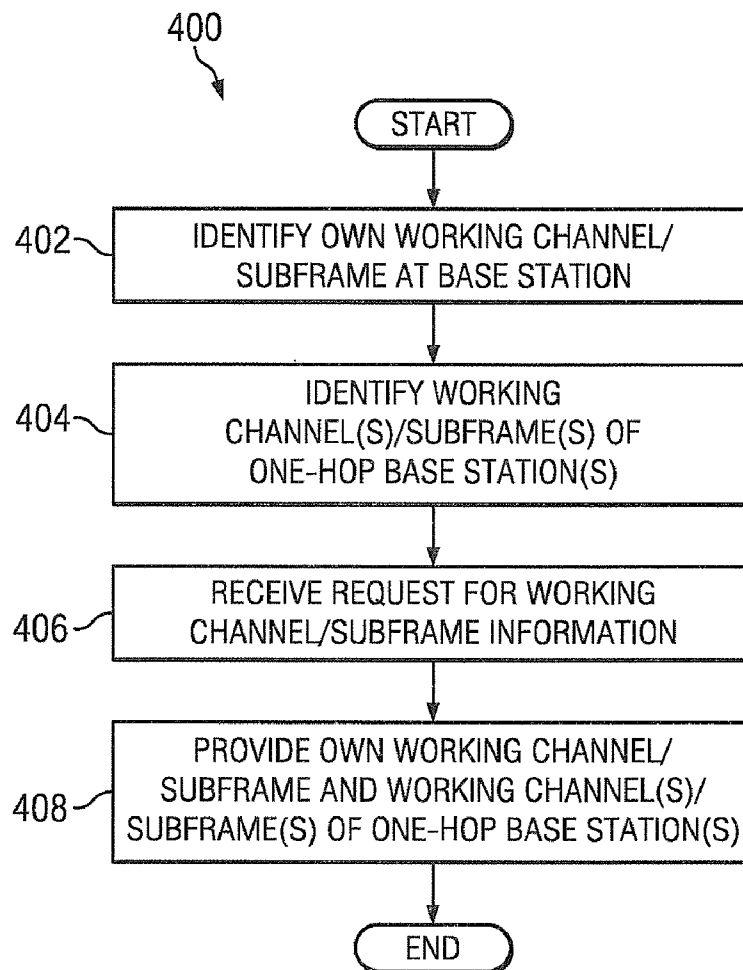 400
START
402
IDENTIFY OWN WORKING CHANNEL/
SUBFRAME AT BASE STATION
404
IDENTIFY WORKING
CHANNEL(S)/SUBFRAME(S) OF
ONE-HOP BASE STATION(S)
406
RECEIVE REQUEST FOR WORKING
CHANNEL/SUBFRAME INFORMATION
408
PROVIDE OWN WORKING CHANNEL/
SUBFRAME AND WORKING CHANNEL(S)/
SUBFRAME(S) OF ONE-HOP BASE STATION(S)
END